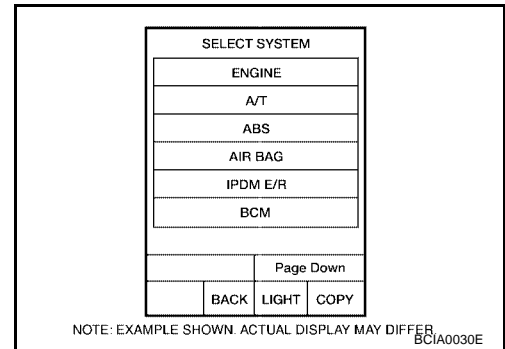 SELECT SYSTEM
ENGINE
A/T
ABS
AIR BAG
IPDM E/R
BCM
Page Down
BACK LIGHT COPY
NOTE: EXAMPLE SHOWN. ACTUAL DISPLAY MAY DIFFER.
BCIA0030E